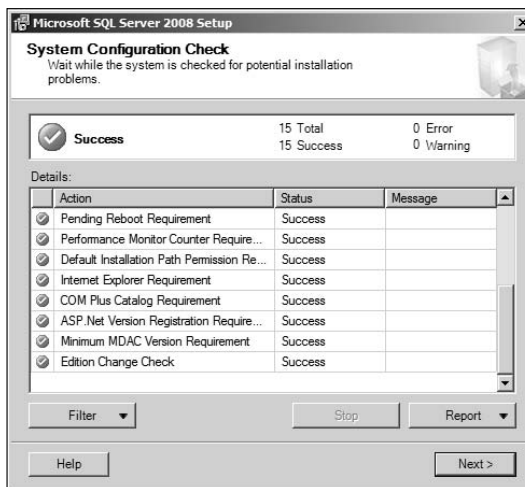 Microsoft SQL Server 2008 Setup
System Configuration Check
Wait while the system is checked for potential installation
problems.
Success
15 Total
0 Error
15 Success
0 Warning
Details:
Action Status Message
Pending Reboot Requirement Success
Performance Monitor Counter Require... Success
Default Installation Path Permission Re... Success
Internet Explorer Requirement Success
COM Plus Catalog Requirement Success
ASP.Net Version Registration Require... Success
Minimum MDAC Version Requirement Success
Edition Change Check Success
Filter Stop Report
Help Next >